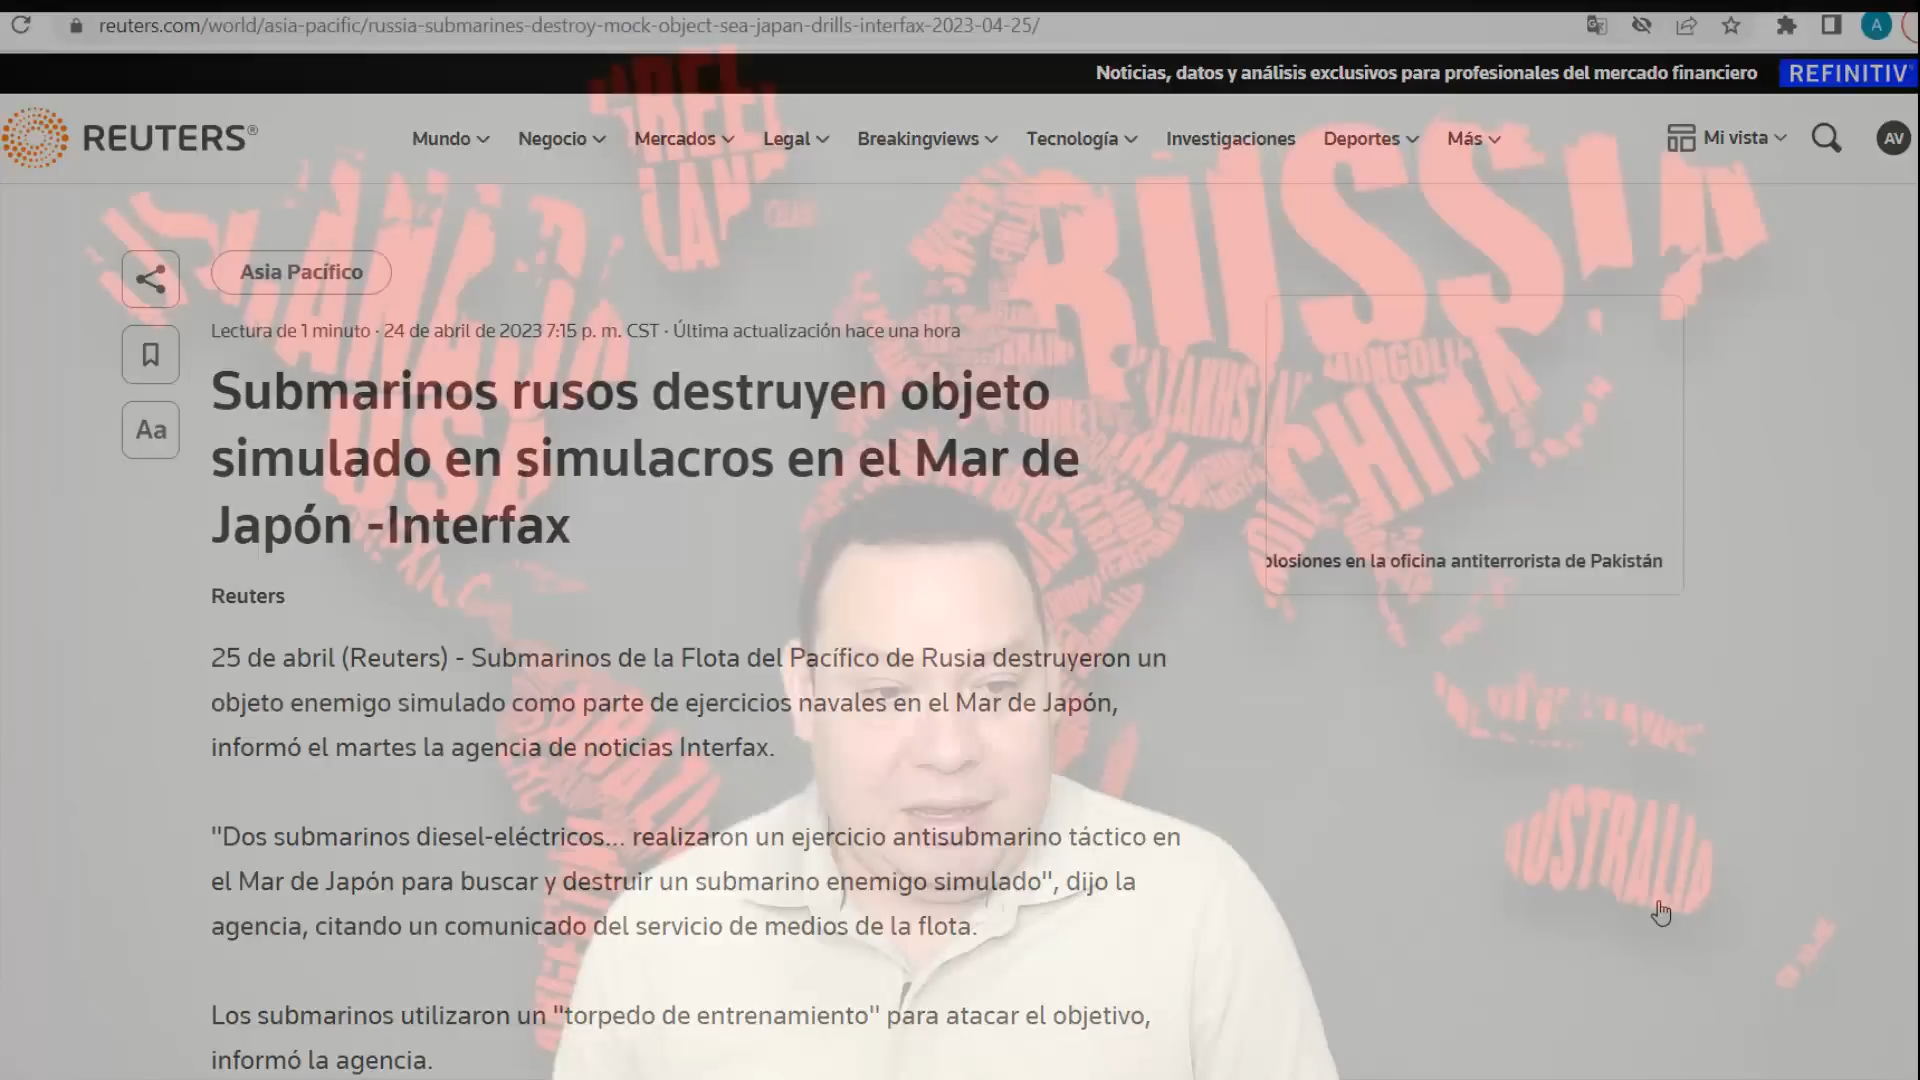 reuters.com/world/asia-pacific/russia-submarines-destroy-mock-object-sea-japan-drills-interfax-2023-04-25/
A
Noticias, datos y análisis exclusivos para profesionales del mercado financiero
REFINITIV
REUTERS®
Mundo Negocio Mercados Legal Breakingviews Tecnología Investigaciones Deportes Más Mi vista AV
Asia Pacífico
Lectura de 1 minuto · 24 de abril de 2023 7:15 p. m. CST · Última actualización hace una hora
Aa
Submarinos rusos destruyen objeto
simulado en simulacros en el Mar de
Japón -Interfax
plosiones en la oficina antiterrorista de Pakistán
Reuters
25 de abril (Reuters) - Submarinos de la Flota del Pacífico de Rusia destruyeron un
objeto enemigo simulado como parte de ejercicios navales en el Mar de Japón,
informó el martes la agencia de noticias Interfax.
"Dos submarinos diesel-eléctricos... realizaron un ejercicio antisubmarino táctico en
el Mar de Japón para buscar y destruir un submarino enemigo simulado", dijo la
agencia, citando un comunicado del servicio de medios de la flota.
Los submarinos utilizaron un "torpedo de entrenamiento" para atacar el objetivo,
informó la agencia.
RUSSIA
MONGOLIA
CHINA
USA
AUSTRALIA